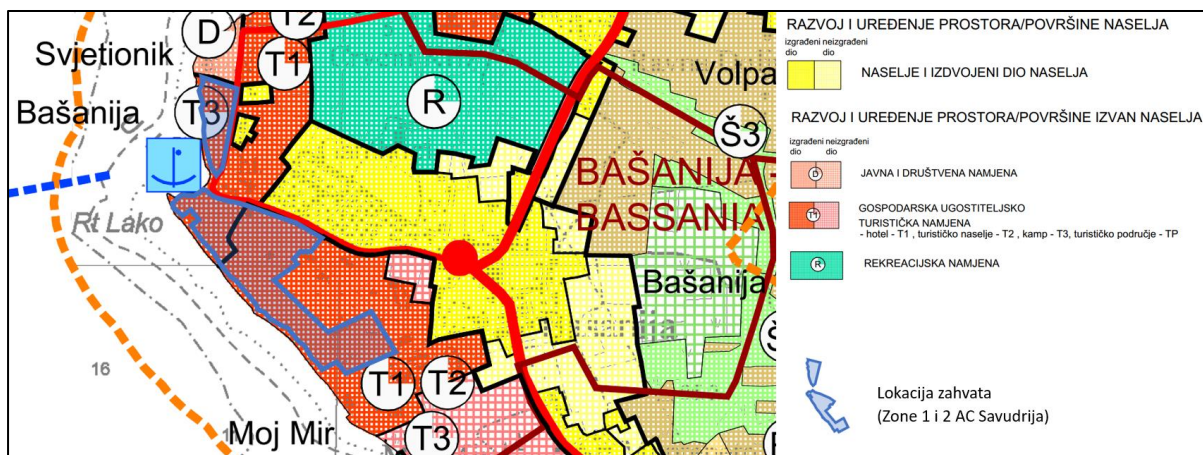 Svjetionik
Bašanija
D
T2
T1
T3
R
Rt Lako
Volpa
Š3
BAŠANIJA -
BASSANIA
Bašanija
T1
T2
T3
16
Moj Mir
RAZVOJ I UREĐENJE PROSTORA/POVRŠINE NASELJA
izgrađeni neizgrađeni
dio dio
NASELJE I IZDVOJENI DIO NASELJA
RAZVOJ I UREĐENJE PROSTORA/POVRŠINE IZVAN NASELJA
izgrađeni neizgrađeni
dio dio
D
JAVNA I DRUŠTVENA NAMJENA
T1
GOSPODARSKA UGOSTITELJSKO
TURISTIČKA NAMJENA
- hotel - T1 , turističko naselje - T2 , kamp - T3, turističko područje - TP
R
REKREACIJSKA NAMJENA
Lokacija zahvata
(Zone 1 i 2 AC Savudrija)